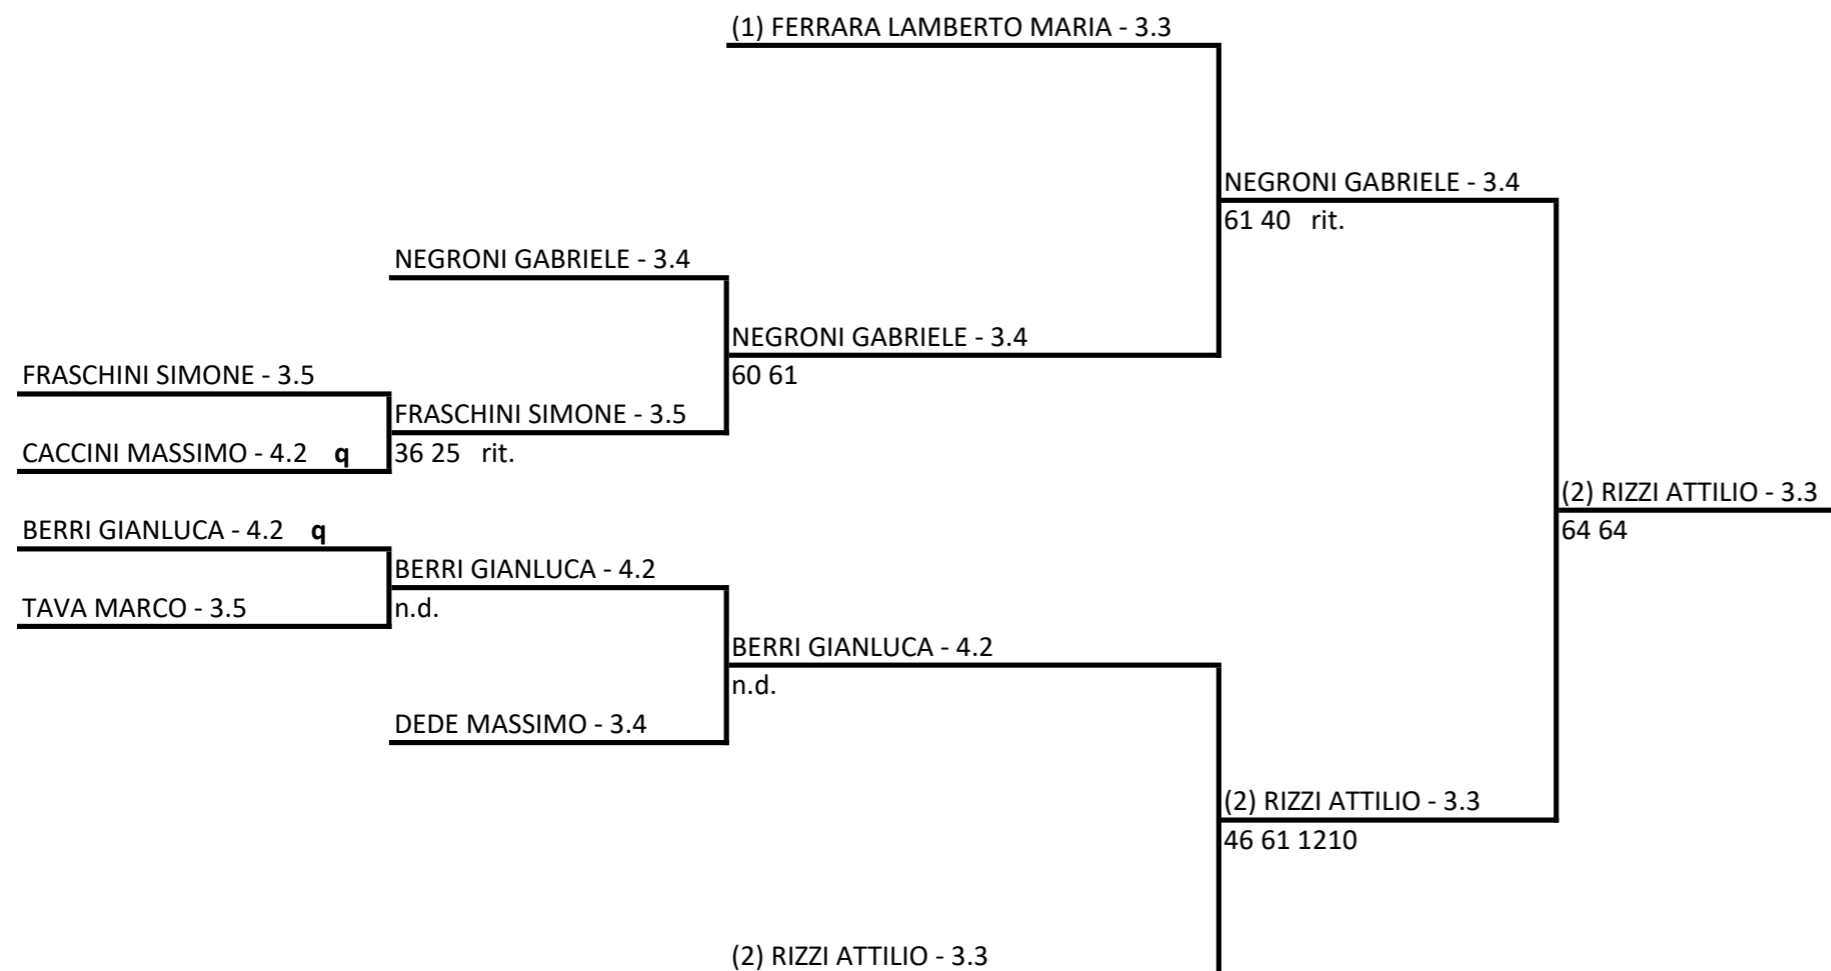 (1) FERRARA LAMBERTO MARIA - 3.3
NEGRONI GABRIELE - 3.4
61 40 rit.
NEGRONI GABRIELE - 3.4
NEGRONI GABRIELE - 3.4
60 61
FRASCHINI SIMONE - 3.5
FRASCHINI SIMONE - 3.5
36 25 rit.
CACCINI MASSIMO - 4.2 q
(2) RIZZI ATTILIO - 3.3
64 64
BERRI GIANLUCA - 4.2 q
BERRI GIANLUCA - 4.2
n.d.
TAVA MARCO - 3.5
BERRI GIANLUCA - 4.2
n.d.
DEDE MASSIMO - 3.4
(2) RIZZI ATTILIO - 3.3
46 61 1210
(2) RIZZI ATTILIO - 3.3